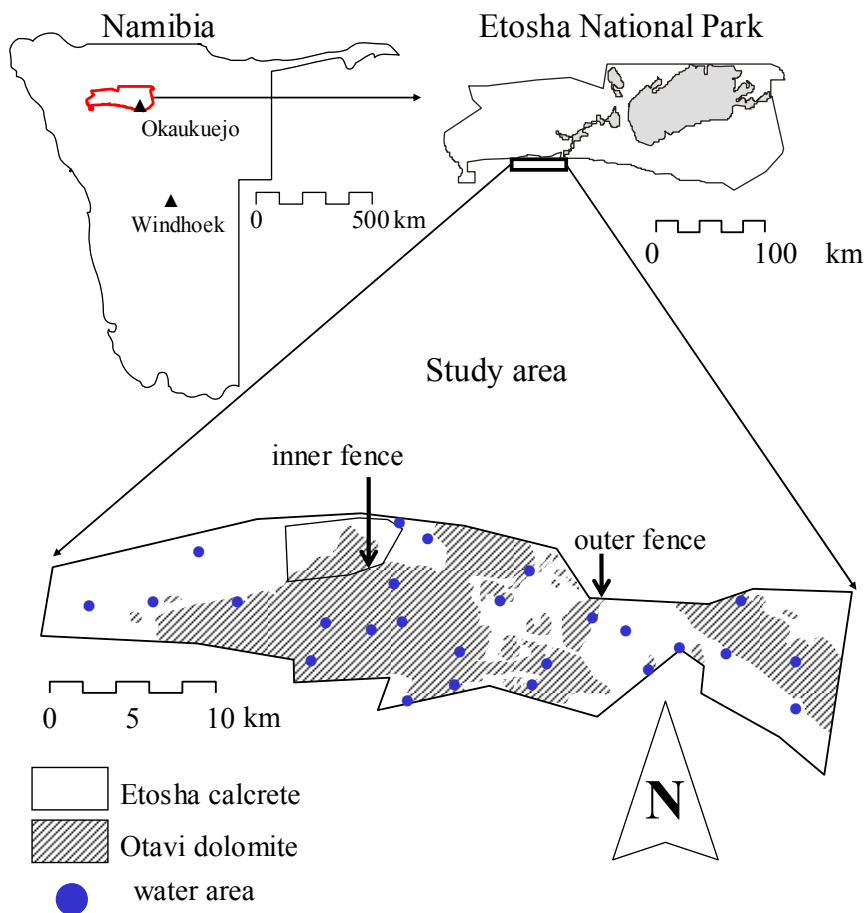 Namibia
Etosha National Park
Okaukuejo
Windhoek
0 500 km
0 100 km
Study area
inner fence
outer fence
0 5 10 km
Etosha calcrete
Otavi dolomite
water area
N